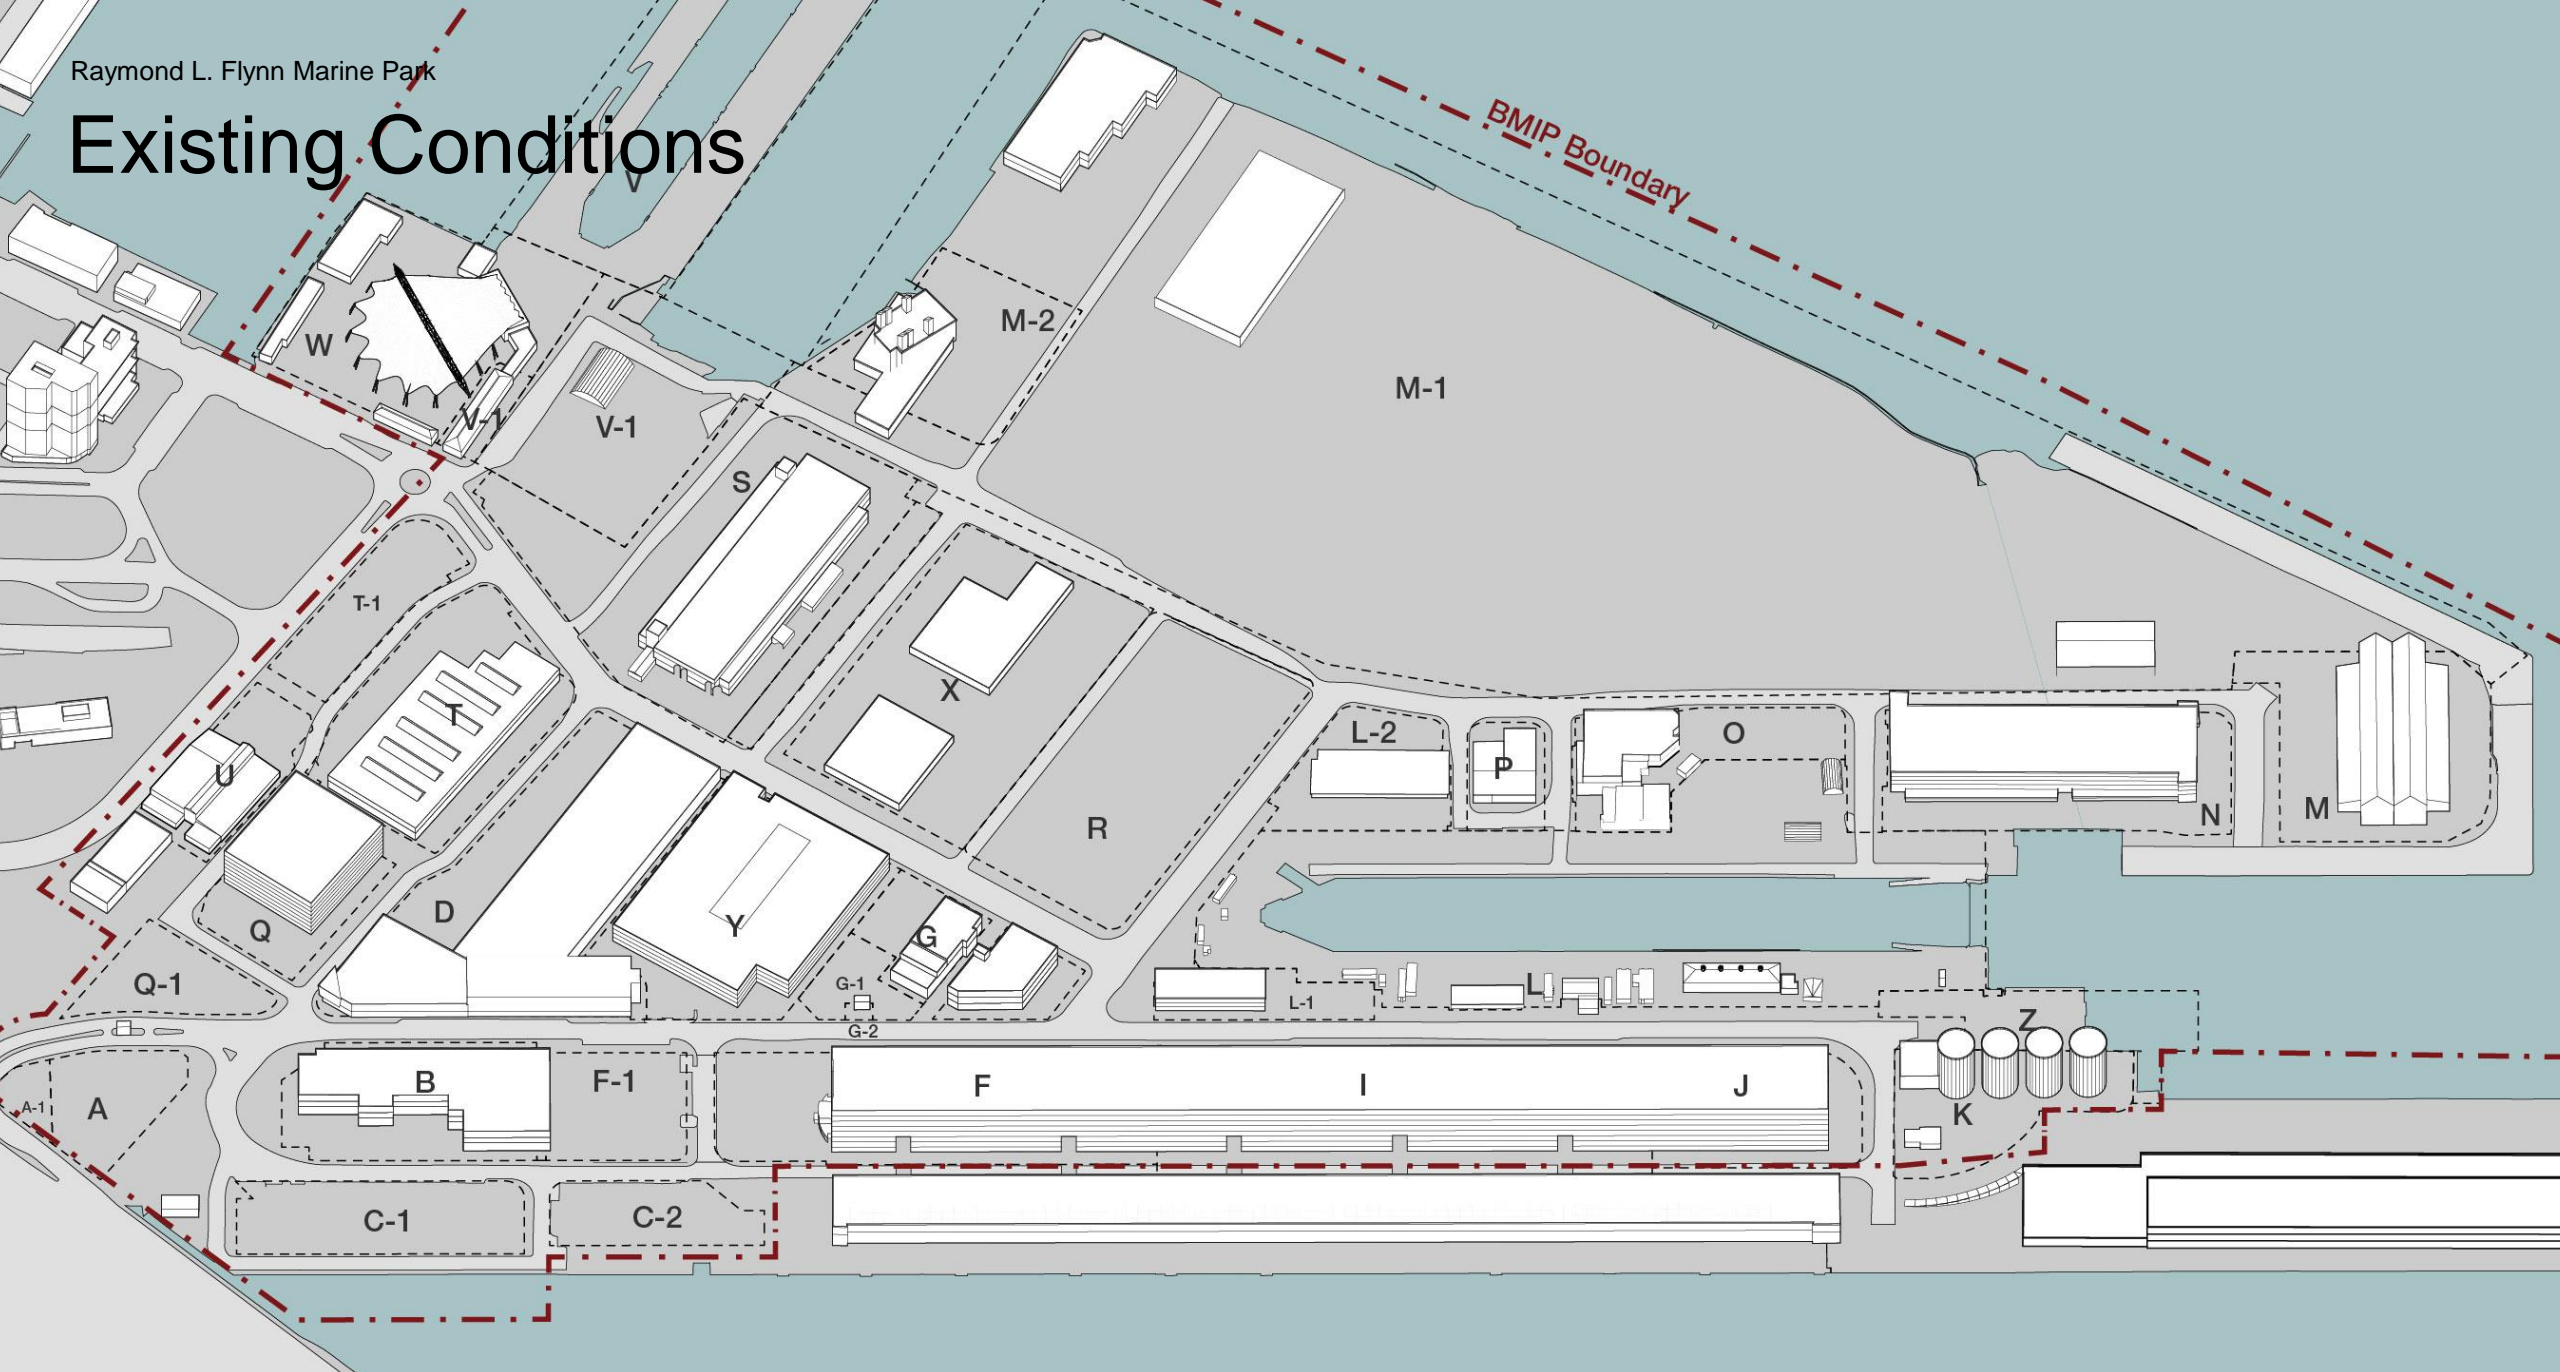 Raymond L. Flynn Marine Park
Existing Conditions
BMIP Boundary
V
M-2
W
M-1
V-1
V-1
S
T-1
X
T
L-2
O
P
U
N
M
R
D
Y
Q
G
Q-1
G-1
L
L-1
Z
G-2
B
F-1
F
I
J
A-1
A
K
C-1
C-2